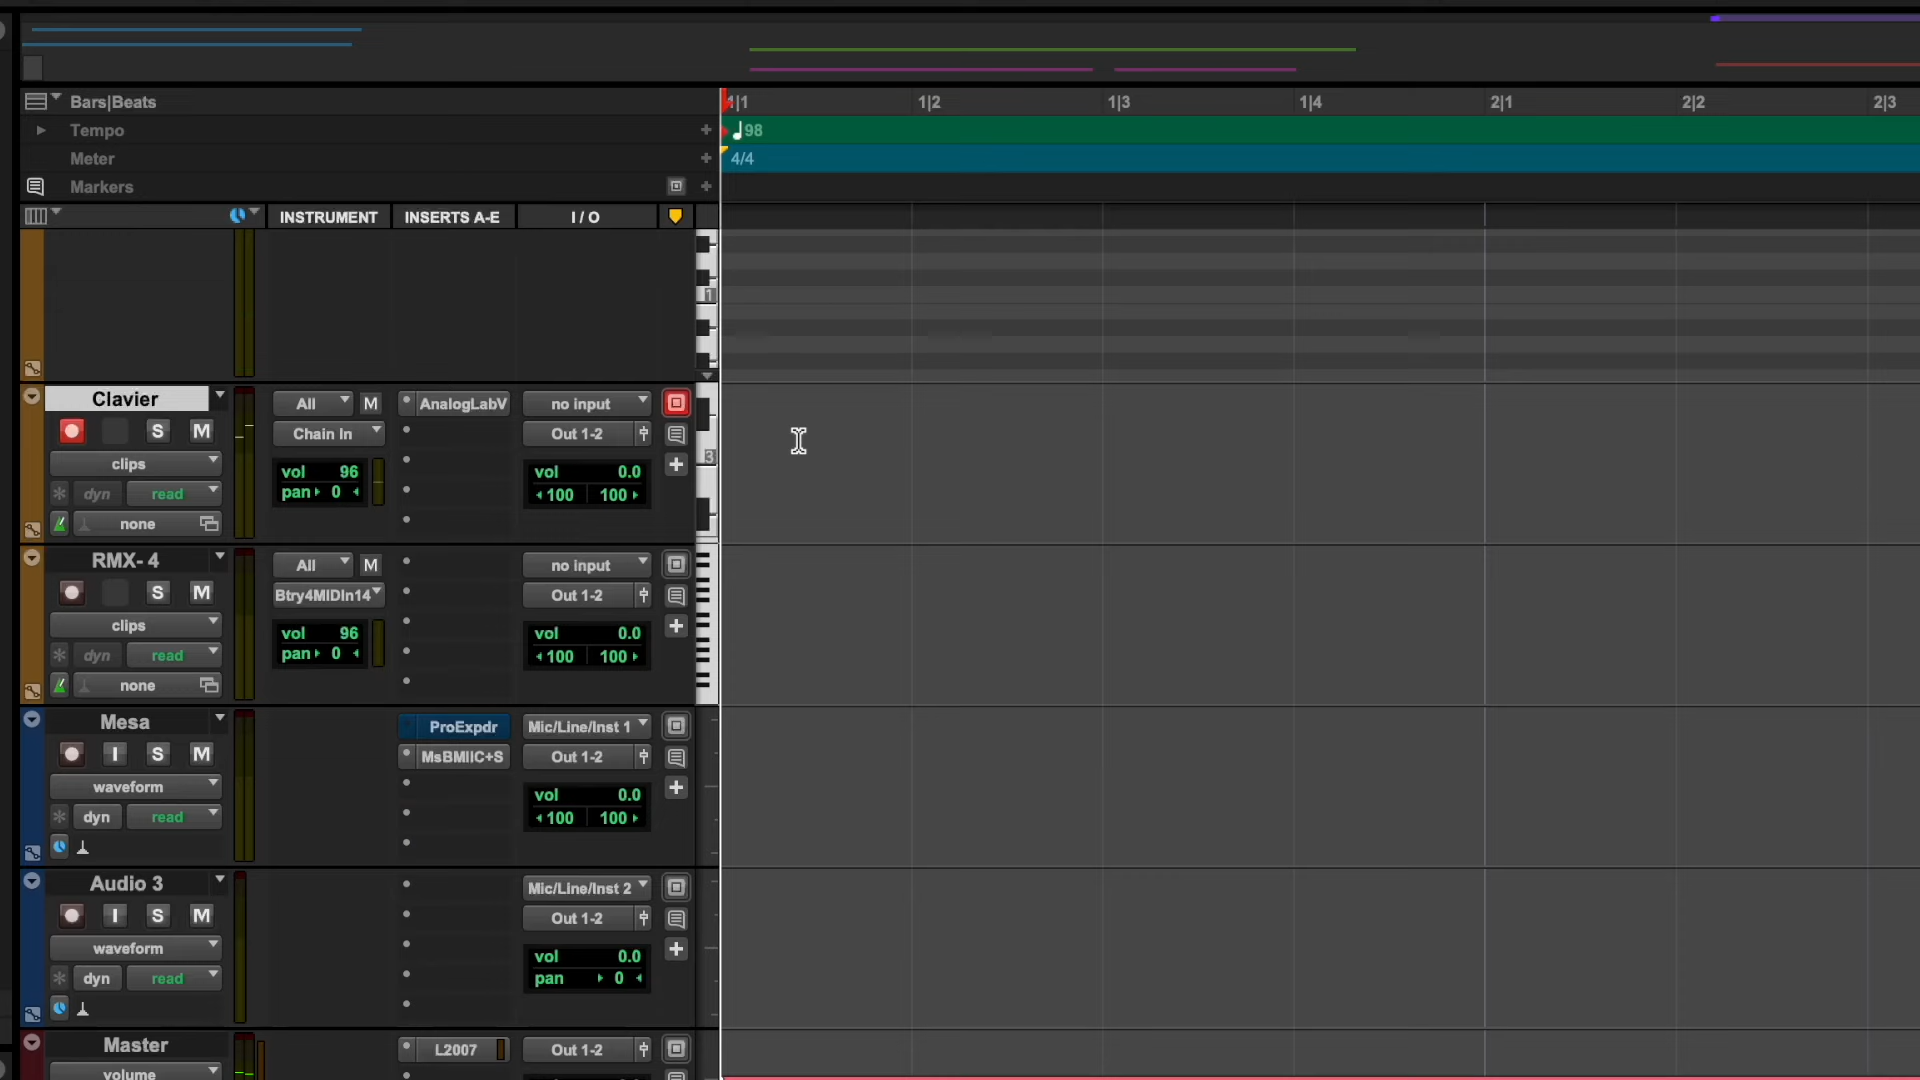 Bars|Beats
1|1 1|2 1|3 1|4 2|1 2|2 2|3
Tempo
98
Meter
4/4
Markers
INSTRUMENT INSERTS A-E I / O
1
Clavier
All M AnalogLabV no input
S M Chain In Out 1-2
3
clips
vol 96 vol 0.0
pan 0 100 100
dyn read
none
RMX- 4
All M no input
S M Btry4MIDIn14 Out 1-2
clips
vol 96 vol 0.0
pan 0 100 100
dyn read
none
Mesa
ProExpdr Mic/Line/Inst 1
I S M MsBMIIC+S Out 1-2
waveform
vol 0.0
dyn read 100 100
Audio 3
Mic/Line/Inst 2
I S M Out 1-2
waveform
vol 0.0
dyn read pan 0
Master
L2007 Out 1-2
volume